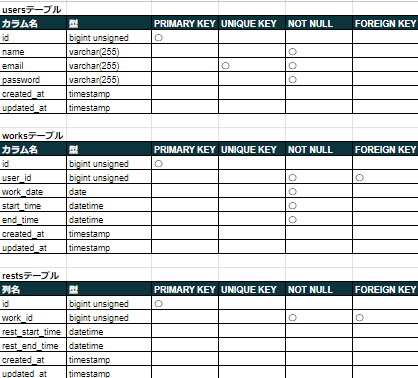 usersテーブル
カラム名 型 PRIMARY KEY UNIQUE KEY NOT NULL FOREIGN KEY
id bigint unsigned ○
name varchar(255) ○
email varchar(255) ○ ○
password varchar(255) ○
created_at timestamp
updated_at timestamp
worksテーブル
カラム名 型 PRIMARY KEY UNIQUE KEY NOT NULL FOREIGN KEY
id bigint unsigned ○
user_id bigint unsigned ○ ○
work_date date ○
start_time datetime ○
end_time datetime ○
created_at timestamp
updated_at timestamp
restsテーブル
列名 型 PRIMARY KEY UNIQUE KEY NOT NULL FOREIGN KEY
id bigint unsigned ○
work_id bigint unsigned ○ ○
rest_start_time datetime
rest_end_time datetime
created_at timestamp
updated_at timestamp